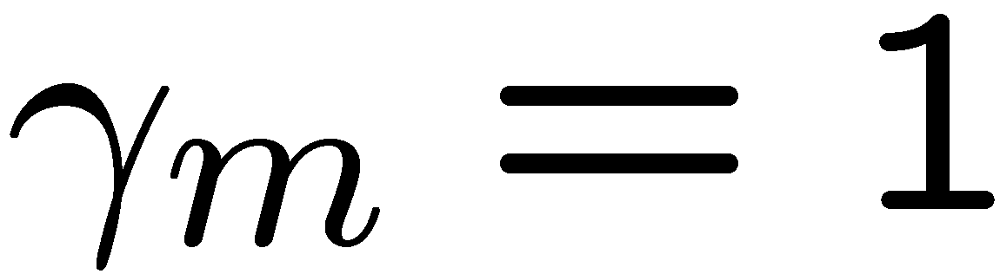 γₘ = 1